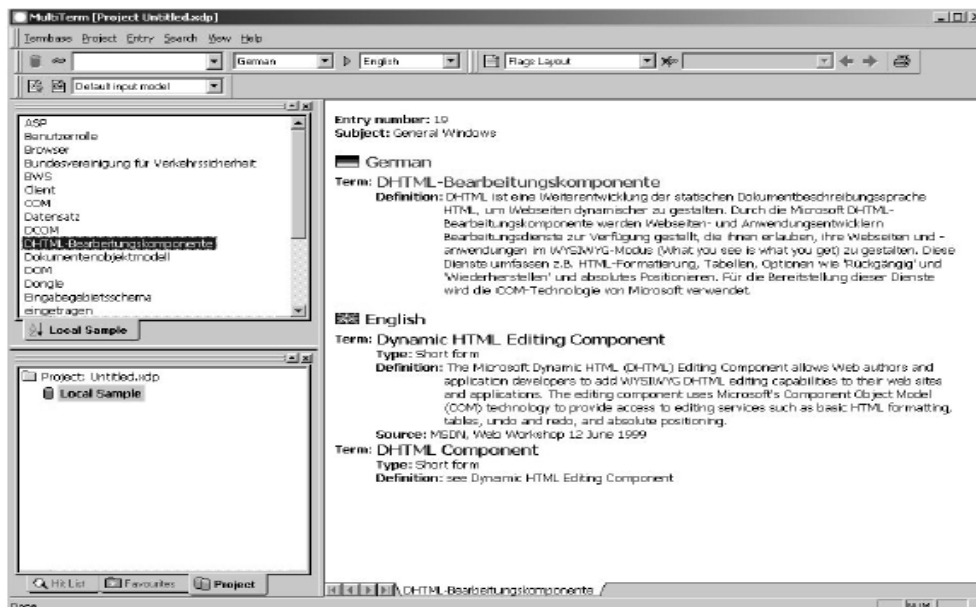 MultiTerm [Project Untitled.xdp]
Termbase Project Entry Search View Help
German English Flags Layout
Default input model
ASP
Benutzerrolle
Browser
Bundesvereinigung für Verkehrssicherheit
BWS
Client
COM
Datensatz
DCOM
DHTML-Bearbeitungskomponente
Dokumentenobjektmodell
DOM
Dongle
Eingabegebietsschema
eingetragen
Local Sample
Project: Untitled.xdp
Local Sample
Hit List Favourites Project
Entry number: 19
Subject: General Windows
German
Term: DHTML-Bearbeitungskomponente
Definition: DHTML ist eine Weiterentwicklung der statischen Dokumentbeschreibungssprache
HTML, um Webseiten dynamischer zu gestalten. Durch die Microsoft DHTML-
Bearbeitungskomponente werden Webseiten- und Anwendungsentwicklern
Bearbeitungsdienste zur Verfügung gestellt, die ihnen erlauben, ihre Webseiten und -
anwendungen im WYSIWYG-Modus (What you see is what you get) zu gestalten. Diese
Dienste umfassen z.B. HTML-Formatierung, Tabellen, Optionen wie 'Rückgängig' und
'Wiederherstellen' und absolutes Positionieren. Für die Bereitstellung dieser Dienste
wird die COM-Technologie von Microsoft verwendet.
English
Term: Dynamic HTML Editing Component
Type: Short form
Definition: The Microsoft Dynamic HTML (DHTML) Editing Component allows Web authors and
application developers to add WYSIWYG DHTML editing capabilities to their web sites
and applications. The editing component uses Microsoft's Component Object Model
(COM) technology to provide access to editing services such as basic HTML formatting,
tables, undo and redo, and absolute positioning.
Source: MSDN, Web Workshop 12 June 1999
Term: DHTML Component
Type: Short form
Definition: see Dynamic HTML Editing Component
DHTML-Bearbeitungskomponente
Done
NUM